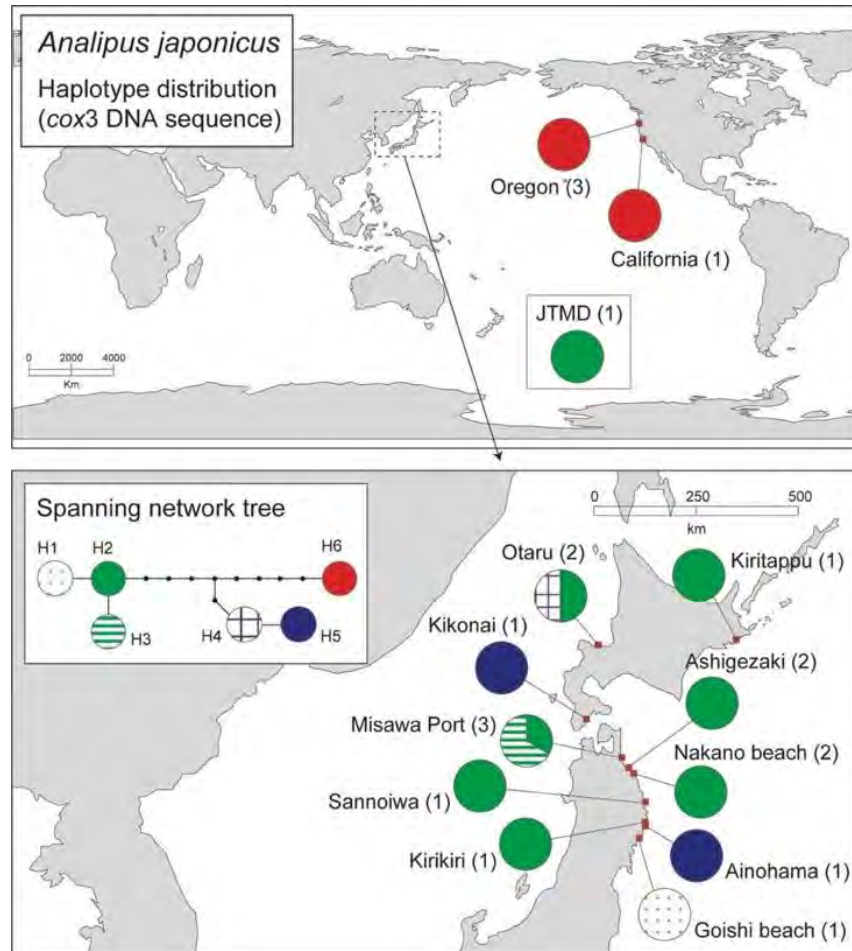 Analipus japonicus
Haplotype distribution
(cox3 DNA sequence)
Oregon (3)
California (1)
JTMD (1)
0 2000 4000
Km
Spanning network tree
H1
H2
H6
H3
H4
H5
0 250 500
km
Otaru (2)
Kiritappu (1)
Kikonai (1)
Ashigezaki (2)
Misawa Port (3)
Nakano beach (2)
Sannoiwa (1)
Kirikiri (1)
Ainohama (1)
Goishi beach (1)